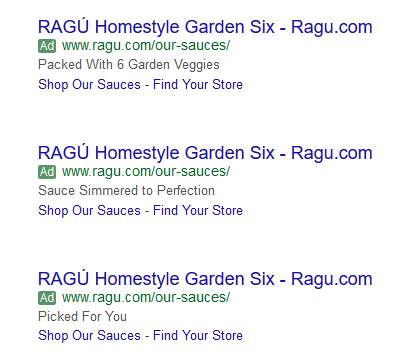 RAGÚ Homestyle Garden Six - Ragu.com
Ad www.ragu.com/our-sauces/
Packed With 6 Garden Veggies
Shop Our Sauces - Find Your Store
RAGÚ Homestyle Garden Six - Ragu.com
Ad www.ragu.com/our-sauces/
Sauce Simmered to Perfection
Shop Our Sauces - Find Your Store
RAGÚ Homestyle Garden Six - Ragu.com
Ad www.ragu.com/our-sauces/
Picked For You
Shop Our Sauces - Find Your Store